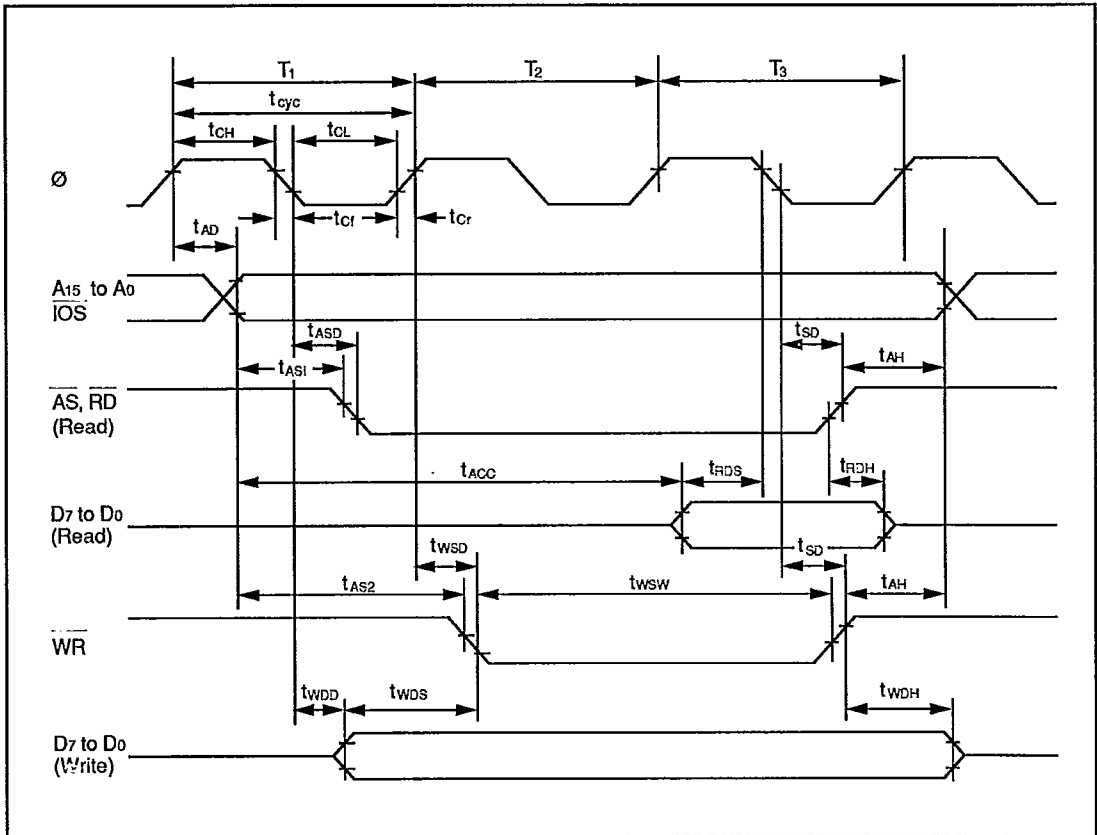 T1 T2 T3
tcyc
tCH tCL
Ø
tCf tCr
tAD
A15 to A0
IOS
tASD tSD
tAS1 tAH
AS, RD
(Read)
tACC tRDS tRDH
D7 to D0
(Read)
tWSD tSD
tAS2 tWSW tAH
WR
tWDD tWDS tWDH
D7 to D0
(Write)